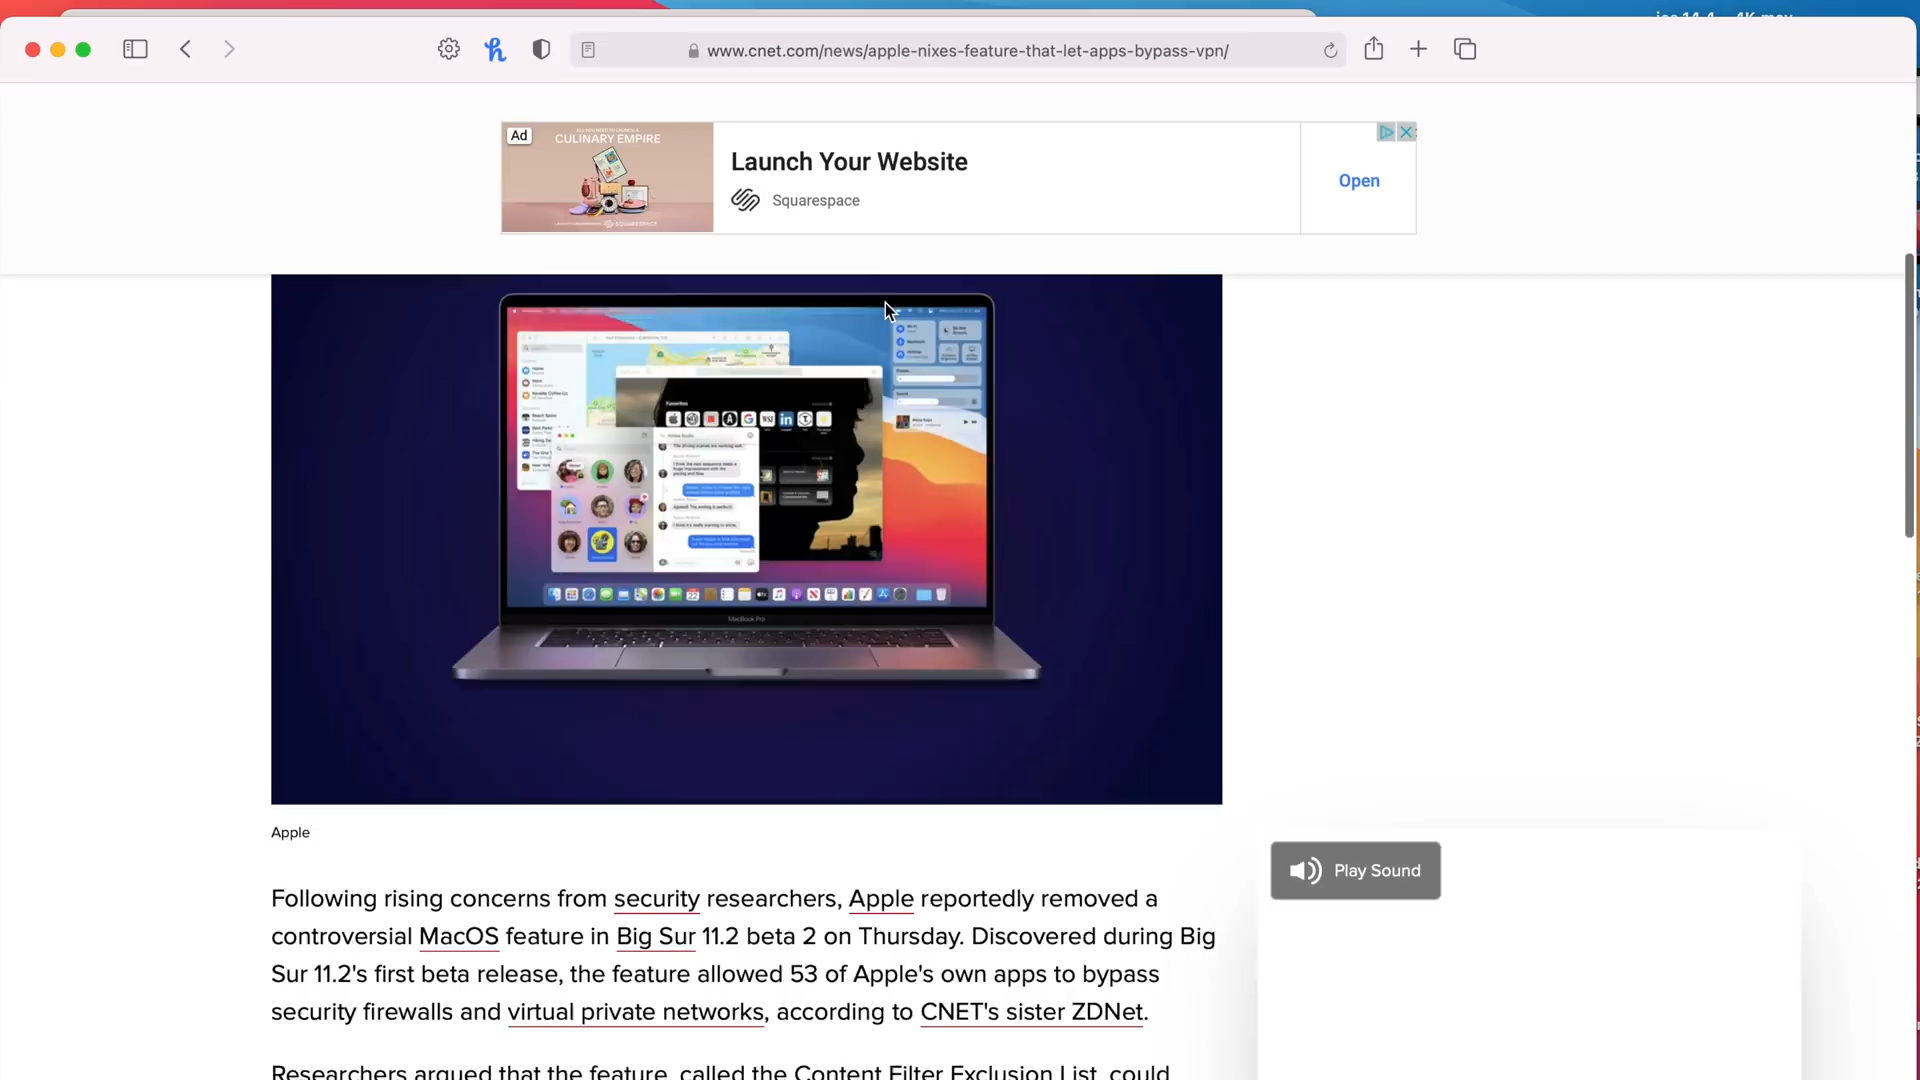 www.cnet.com/news/apple-nixes-feature-that-let-apps-bypass-vpn/
Ad
CULINARY EMPIRE
SQUARESPACE
Launch Your Website
Squarespace
Open
MacBook Pro
Apple
Play Sound
Following rising concerns from security researchers, Apple reportedly removed a
controversial MacOS feature in Big Sur 11.2 beta 2 on Thursday. Discovered during Big
Sur 11.2's first beta release, the feature allowed 53 of Apple's own apps to bypass
security firewalls and virtual private networks, according to CNET's sister ZDNet.
Researchers argued that the feature, called the Content Filter Exclusion List, could